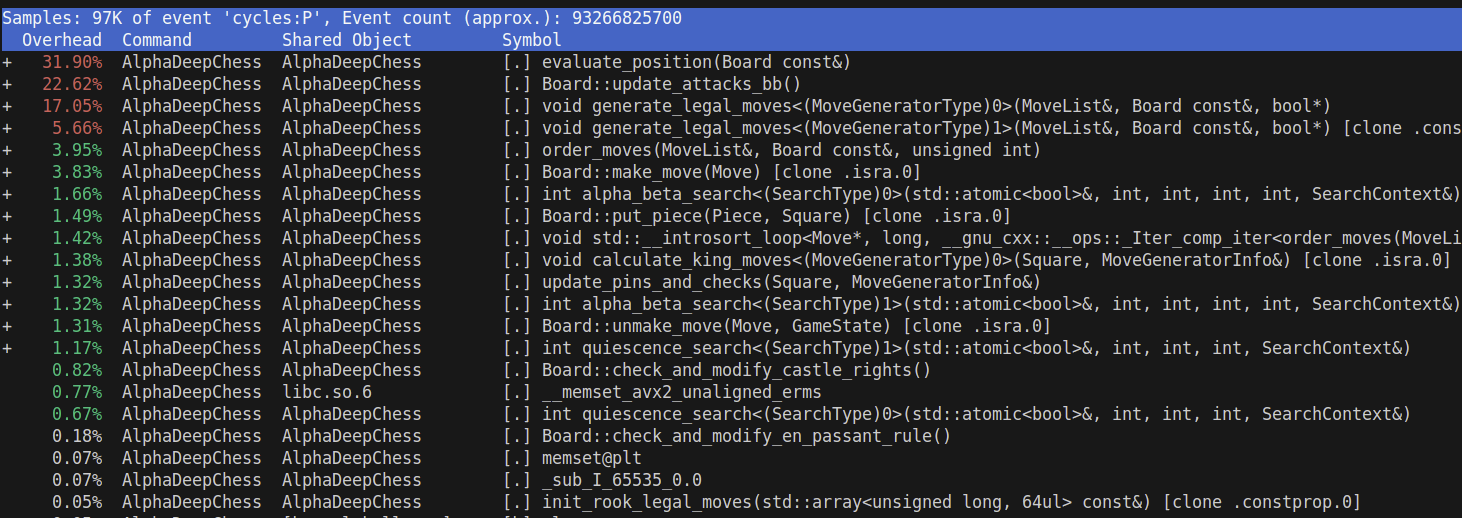 Samples: 97K of event 'cycles:P', Event count (approx.): 93266825700
Overhead Command Shared Object Symbol
+ 31.90% AlphaDeepChess AlphaDeepChess [.] evaluate_position(Board const&)
+ 22.62% AlphaDeepChess AlphaDeepChess [.] Board::update_attacks_bb()
+ 17.05% AlphaDeepChess AlphaDeepChess [.] void generate_legal_moves<(MoveGeneratorType)0>(MoveList&, Board const&, bool*)
+ 5.66% AlphaDeepChess AlphaDeepChess [.] void generate_legal_moves<(MoveGeneratorType)1>(MoveList&, Board const&, bool*) [clone .cons
+ 3.95% AlphaDeepChess AlphaDeepChess [.] order_moves(MoveList&, Board const&, unsigned int)
+ 3.83% AlphaDeepChess AlphaDeepChess [.] Board::make_move(Move) [clone .isra.0]
+ 1.66% AlphaDeepChess AlphaDeepChess [.] int alpha_beta_search<(SearchType)0>(std::atomic<bool>&, int, int, int, int, SearchContext&)
+ 1.49% AlphaDeepChess AlphaDeepChess [.] Board::put_piece(Piece, Square) [clone .isra.0]
+ 1.42% AlphaDeepChess AlphaDeepChess [.] void std::__introsort_loop<Move*, long, __gnu_cxx::__ops::_Iter_comp_iter<order_moves(MoveLi
+ 1.38% AlphaDeepChess AlphaDeepChess [.] void calculate_king_moves<(MoveGeneratorType)0>(Square, MoveGeneratorInfo&) [clone .isra.0]
+ 1.32% AlphaDeepChess AlphaDeepChess [.] update_pins_and_checks(Square, MoveGeneratorInfo&)
+ 1.32% AlphaDeepChess AlphaDeepChess [.] int alpha_beta_search<(SearchType)1>(std::atomic<bool>&, int, int, int, int, SearchContext&)
+ 1.31% AlphaDeepChess AlphaDeepChess [.] Board::unmake_move(Move, GameState) [clone .isra.0]
+ 1.17% AlphaDeepChess AlphaDeepChess [.] int quiescence_search<(SearchType)1>(std::atomic<bool>&, int, int, int, SearchContext&)
0.82% AlphaDeepChess AlphaDeepChess [.] Board::check_and_modify_castle_rights()
0.77% AlphaDeepChess libc.so.6 [.] __memset_avx2_unaligned_erms
0.67% AlphaDeepChess AlphaDeepChess [.] int quiescence_search<(SearchType)0>(std::atomic<bool>&, int, int, int, SearchContext&)
0.18% AlphaDeepChess AlphaDeepChess [.] Board::check_and_modify_en_passant_rule()
0.07% AlphaDeepChess AlphaDeepChess [.] memset@plt
0.07% AlphaDeepChess AlphaDeepChess [.] _sub_I_65535_0.0
0.05% AlphaDeepChess AlphaDeepChess [.] init_rook_legal_moves(std::array<unsigned long, 64ul> const&) [clone .constprop.0]